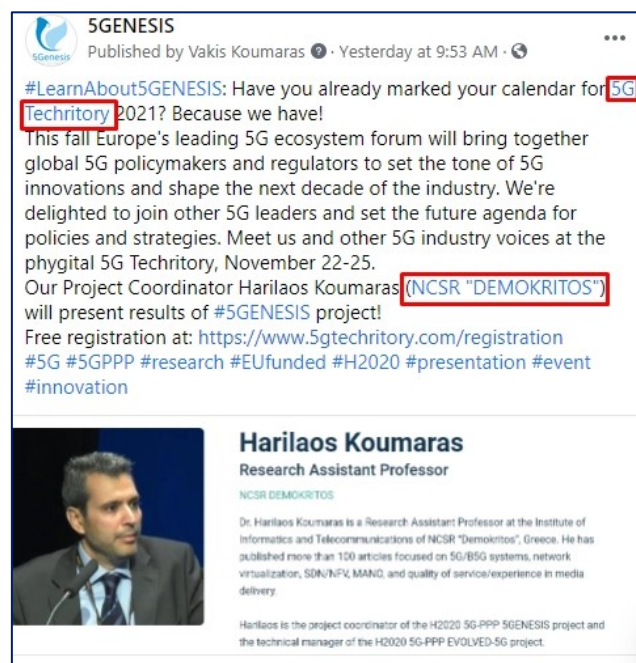 5GENESIS
5Genesis
Published by Vakis Koumaras · Yesterday at 9:53 AM ·
#LearnAbout5GENESIS: Have you already marked your calendar for 5G
Techritory 2021? Because we have!
This fall Europe's leading 5G ecosystem forum will bring together
global 5G policymakers and regulators to set the tone of 5G
innovations and shape the next decade of the industry. We're
delighted to join other 5G leaders and set the future agenda for
policies and strategies. Meet us and other 5G industry voices at the
phygital 5G Techritory, November 22-25.
Our Project Coordinator Harilaos Koumaras (NCSR "DEMOKRITOS")
will present results of #5GENESIS project!
Free registration at: https://www.5gtechritory.com/registration
#5G #5GPPP #research #EUfunded #H2020 #presentation #event
#innovation
Harilaos Koumaras
Research Assistant Professor
NCSR DEMOKRITOS
Dr. Harilaos Koumaras is a Research Assistant Professor at the Institute of
Informatics and Telecommunications of NCSR "Demokritos", Greece. He has
published more than 100 articles focused on 5G/B5G systems, network
virtualization, SDN/NFV, MANO, and quality of service/experience in media
delivery.
Harilaos is the project coordinator of the H2020 5G-PPP 5GENESIS project and
the technical manager of the H2020 5G-PPP EVOLVED-5G project.